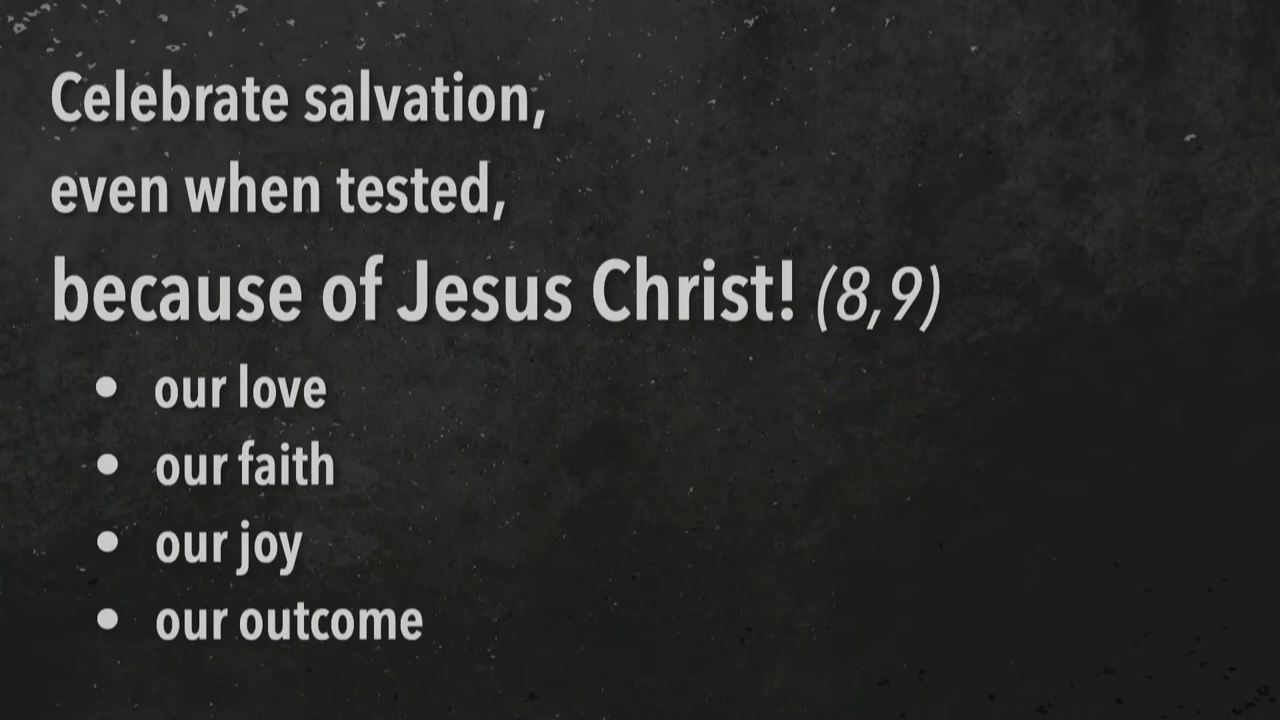 Celebrate salvation,
even when tested,
because of Jesus Christ! (8,9)
• our love
• our faith
• our joy
• our outcome